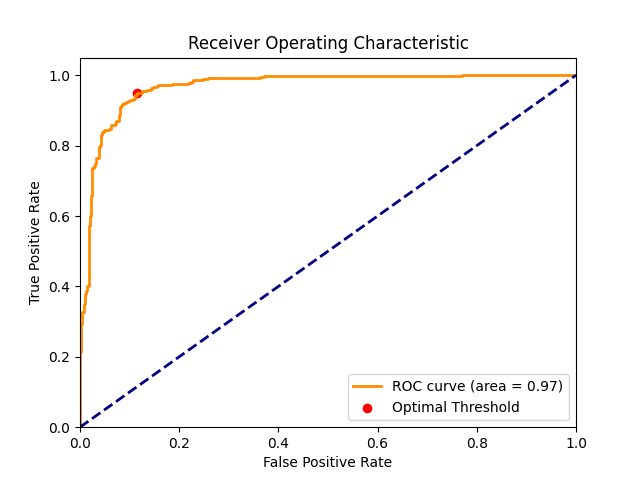 Receiver Operating Characteristic
True Positive Rate
1.0
0.8
0.6
0.4
0.2
0.0
0.0 0.2 0.4 0.6 0.8 1.0
False Positive Rate
ROC curve (area = 0.97)
Optimal Threshold